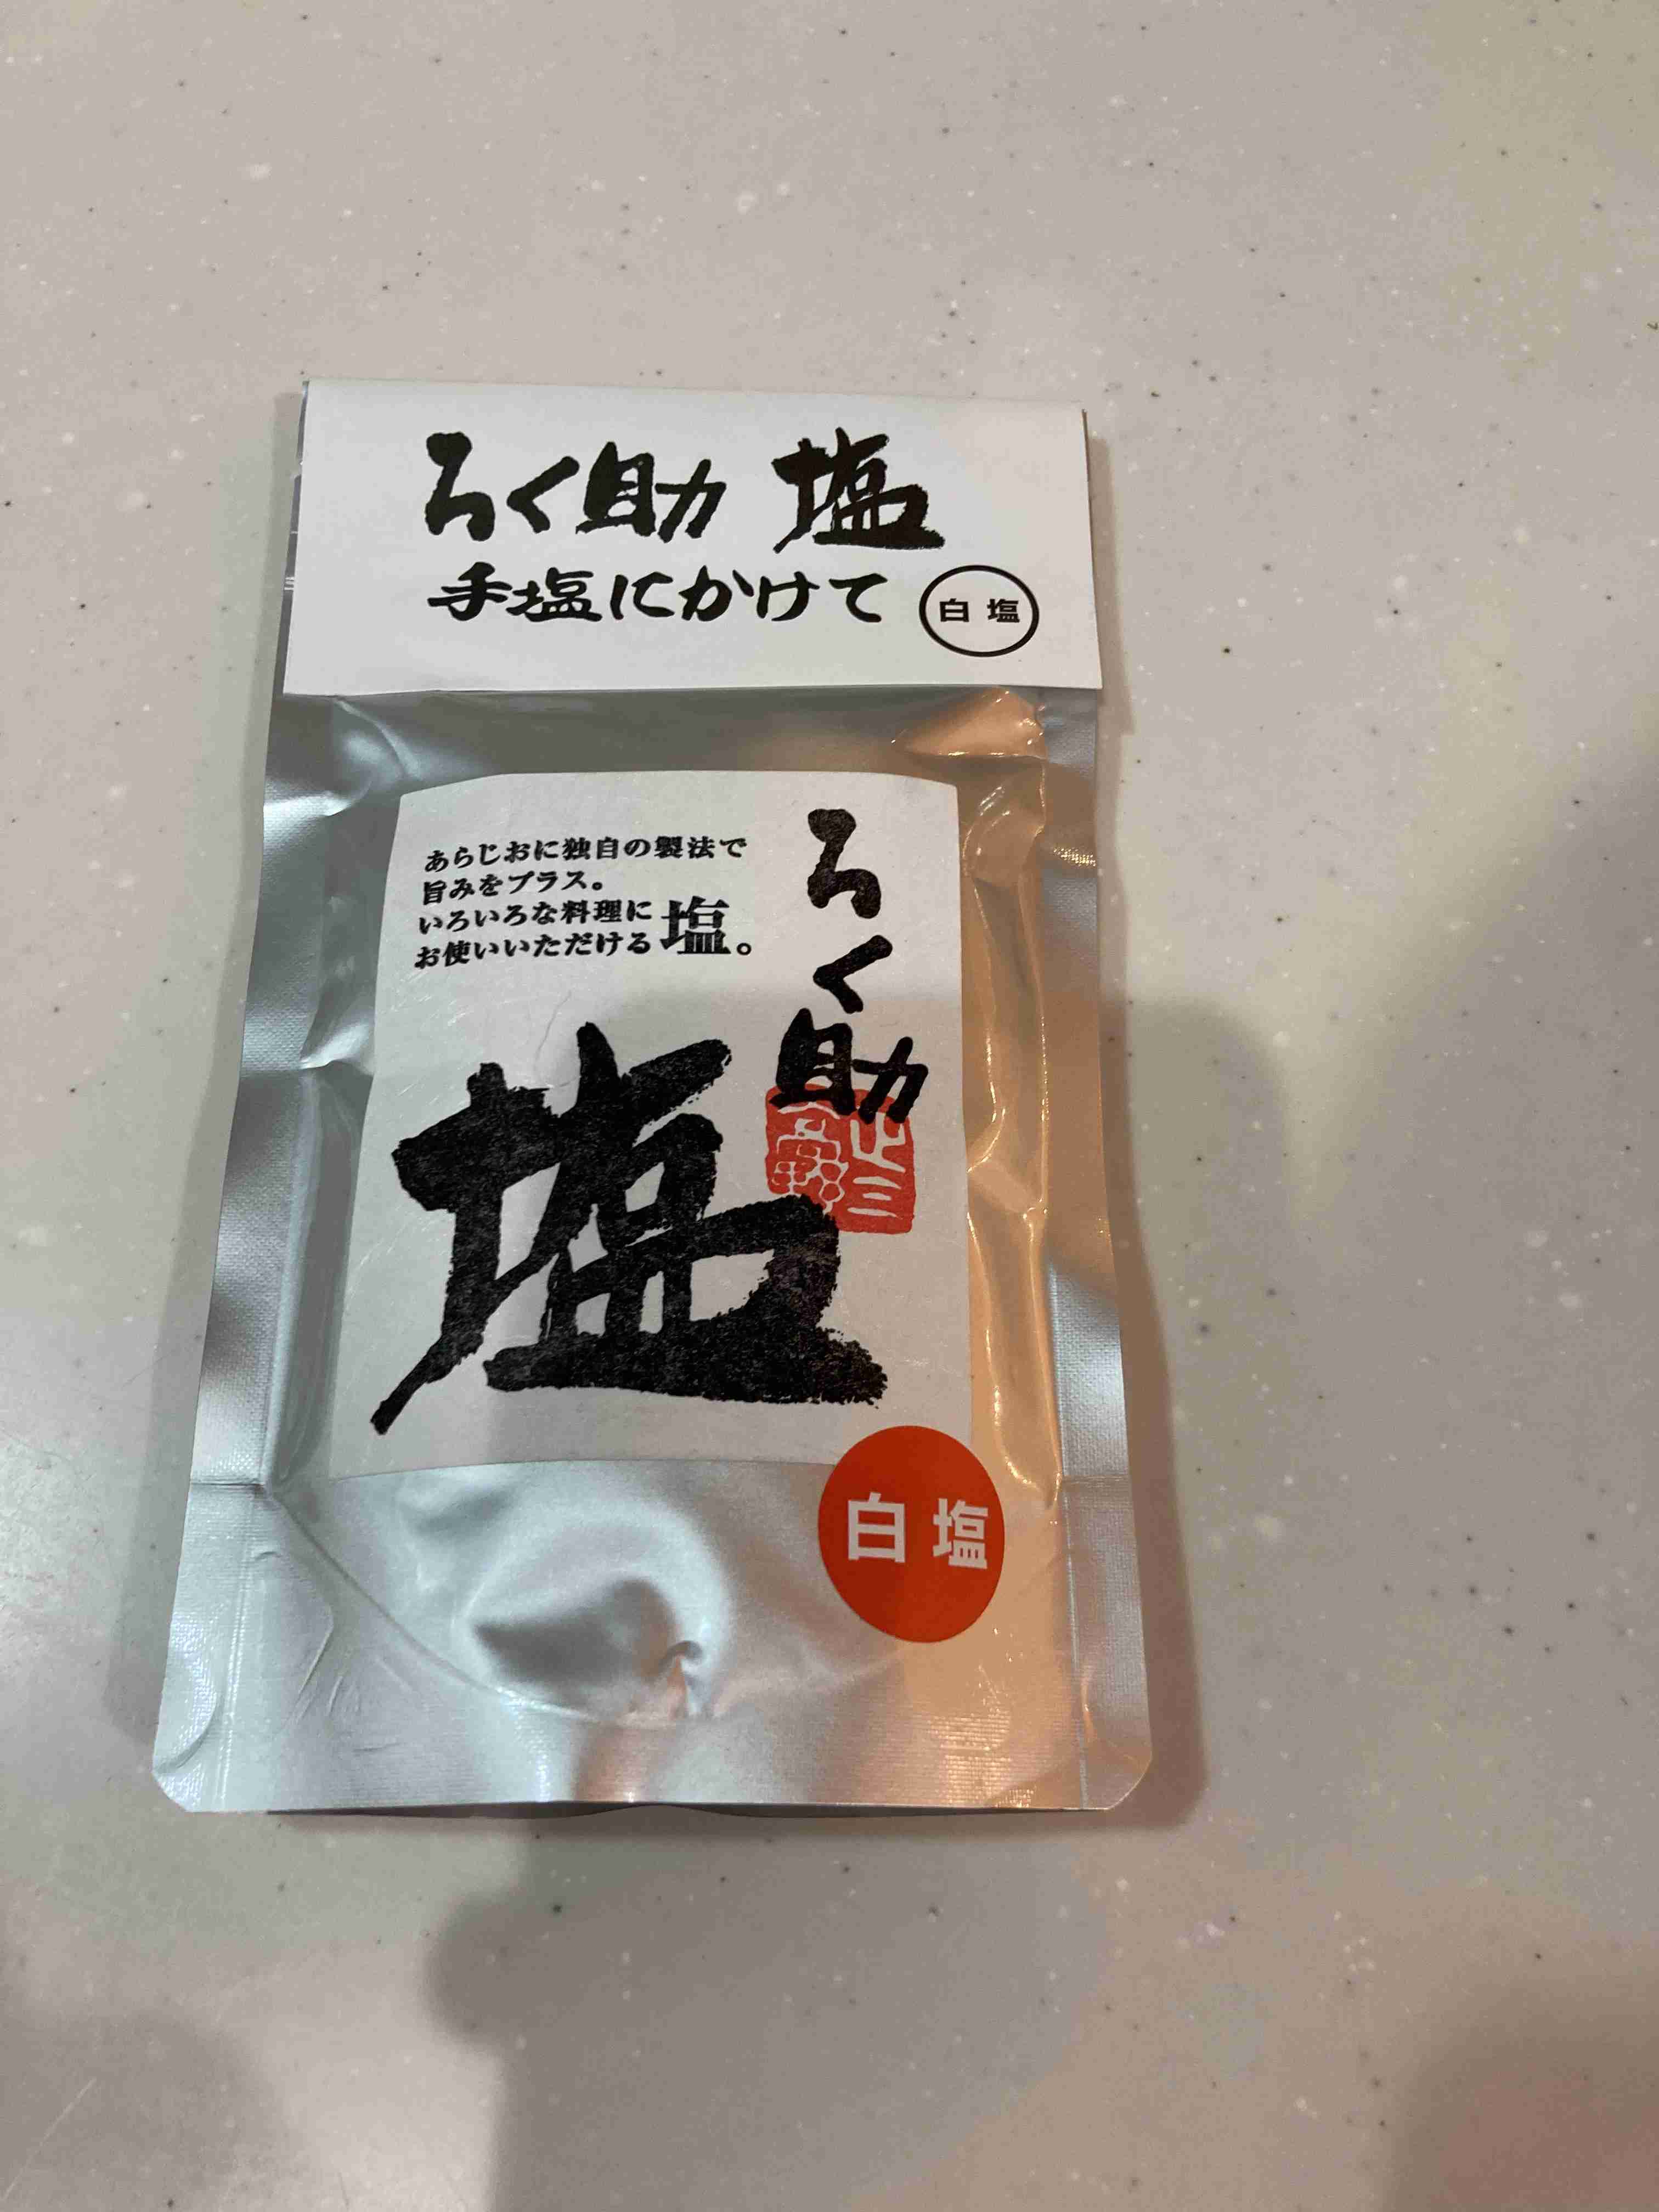 ろく助 塩
手塩にかけて
白塩
あらじおに独自の製法で
旨みをプラス。
いろいろな料理に
お使いいただける塩。
ろく助
塩
白塩